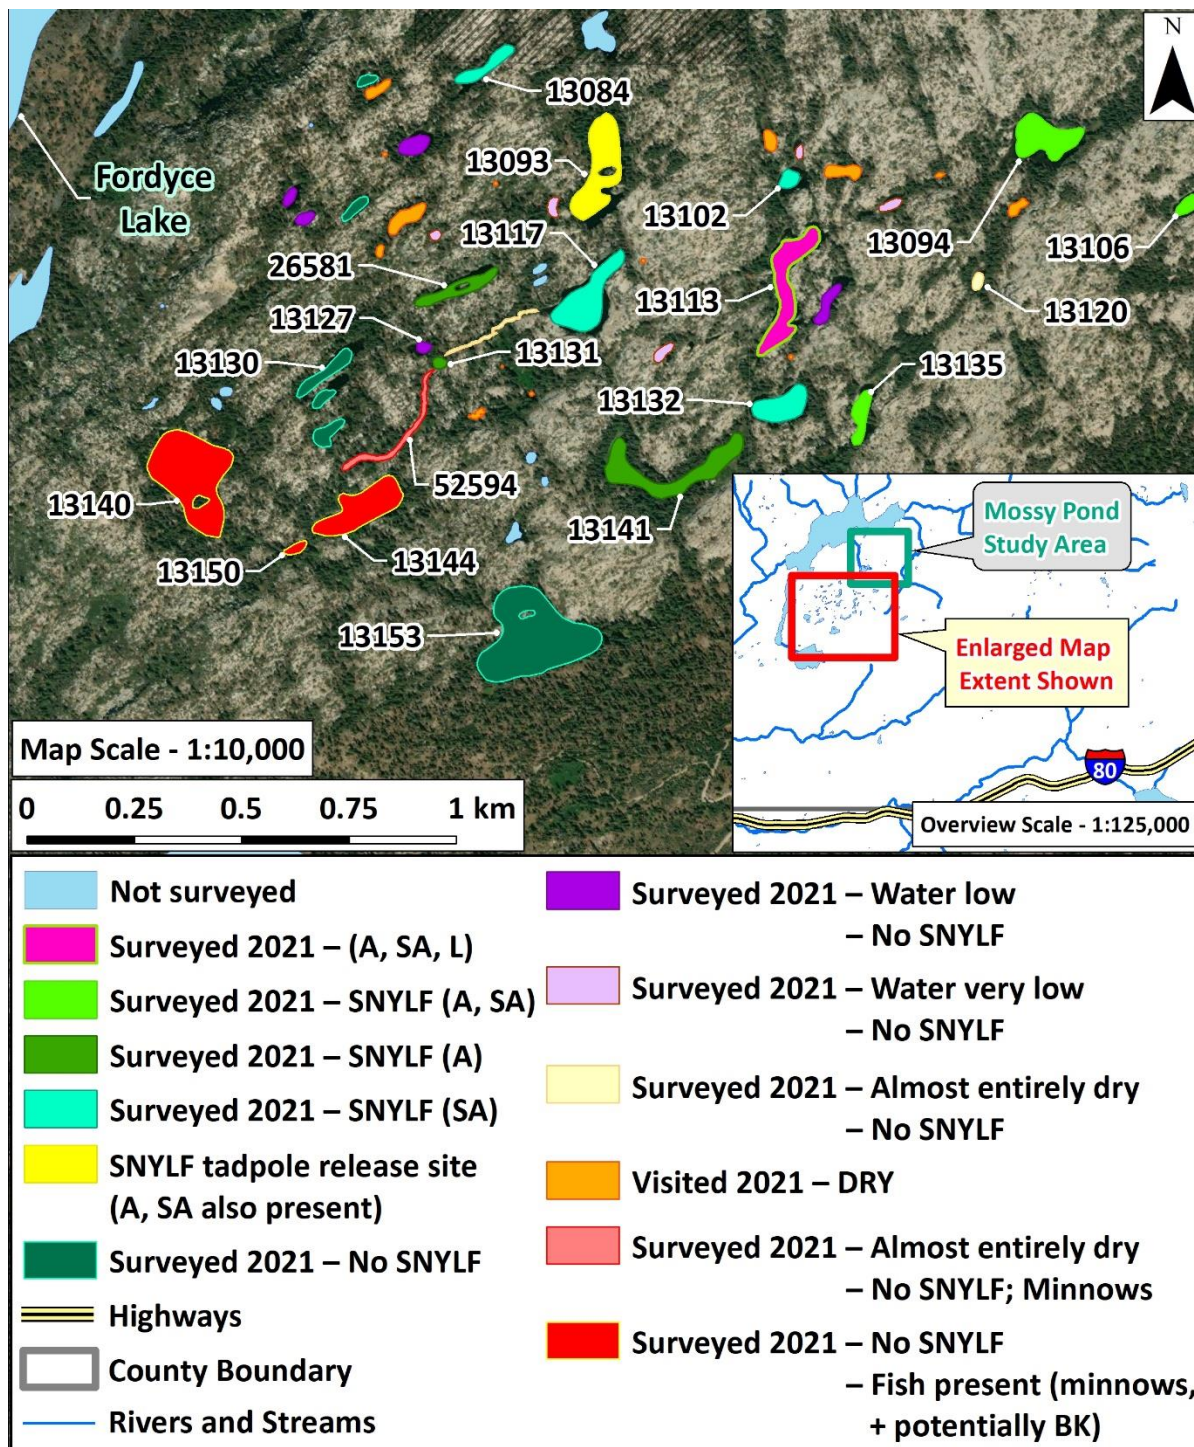 N
13084
13093
Fordyce
Lake
13102
13117
13094
13106
26581
13113
13120
13127
13131
13130
13135
13132
52594
13140
13141
13150
13144
13153
Mossy Pond
Study Area
Enlarged Map
Extent Shown
80
Map Scale - 1:10,000
0 0.25 0.5 0.75 1 km
Overview Scale - 1:125,000
Not surveyed
Surveyed 2021 – (A, SA, L)
Surveyed 2021 – SNYLF (A, SA)
Surveyed 2021 – SNYLF (A)
Surveyed 2021 – SNYLF (SA)
SNYLF tadpole release site
(A, SA also present)
Surveyed 2021 – No SNYLF
Highways
County Boundary
Rivers and Streams
Surveyed 2021 – Water low
– No SNYLF
Surveyed 2021 – Water very low
– No SNYLF
Surveyed 2021 – Almost entirely dry
– No SNYLF
Visited 2021 – DRY
Surveyed 2021 – Almost entirely dry
– No SNYLF; Minnows
Surveyed 2021 – No SNYLF
– Fish present (minnows,
+ potentially BK)